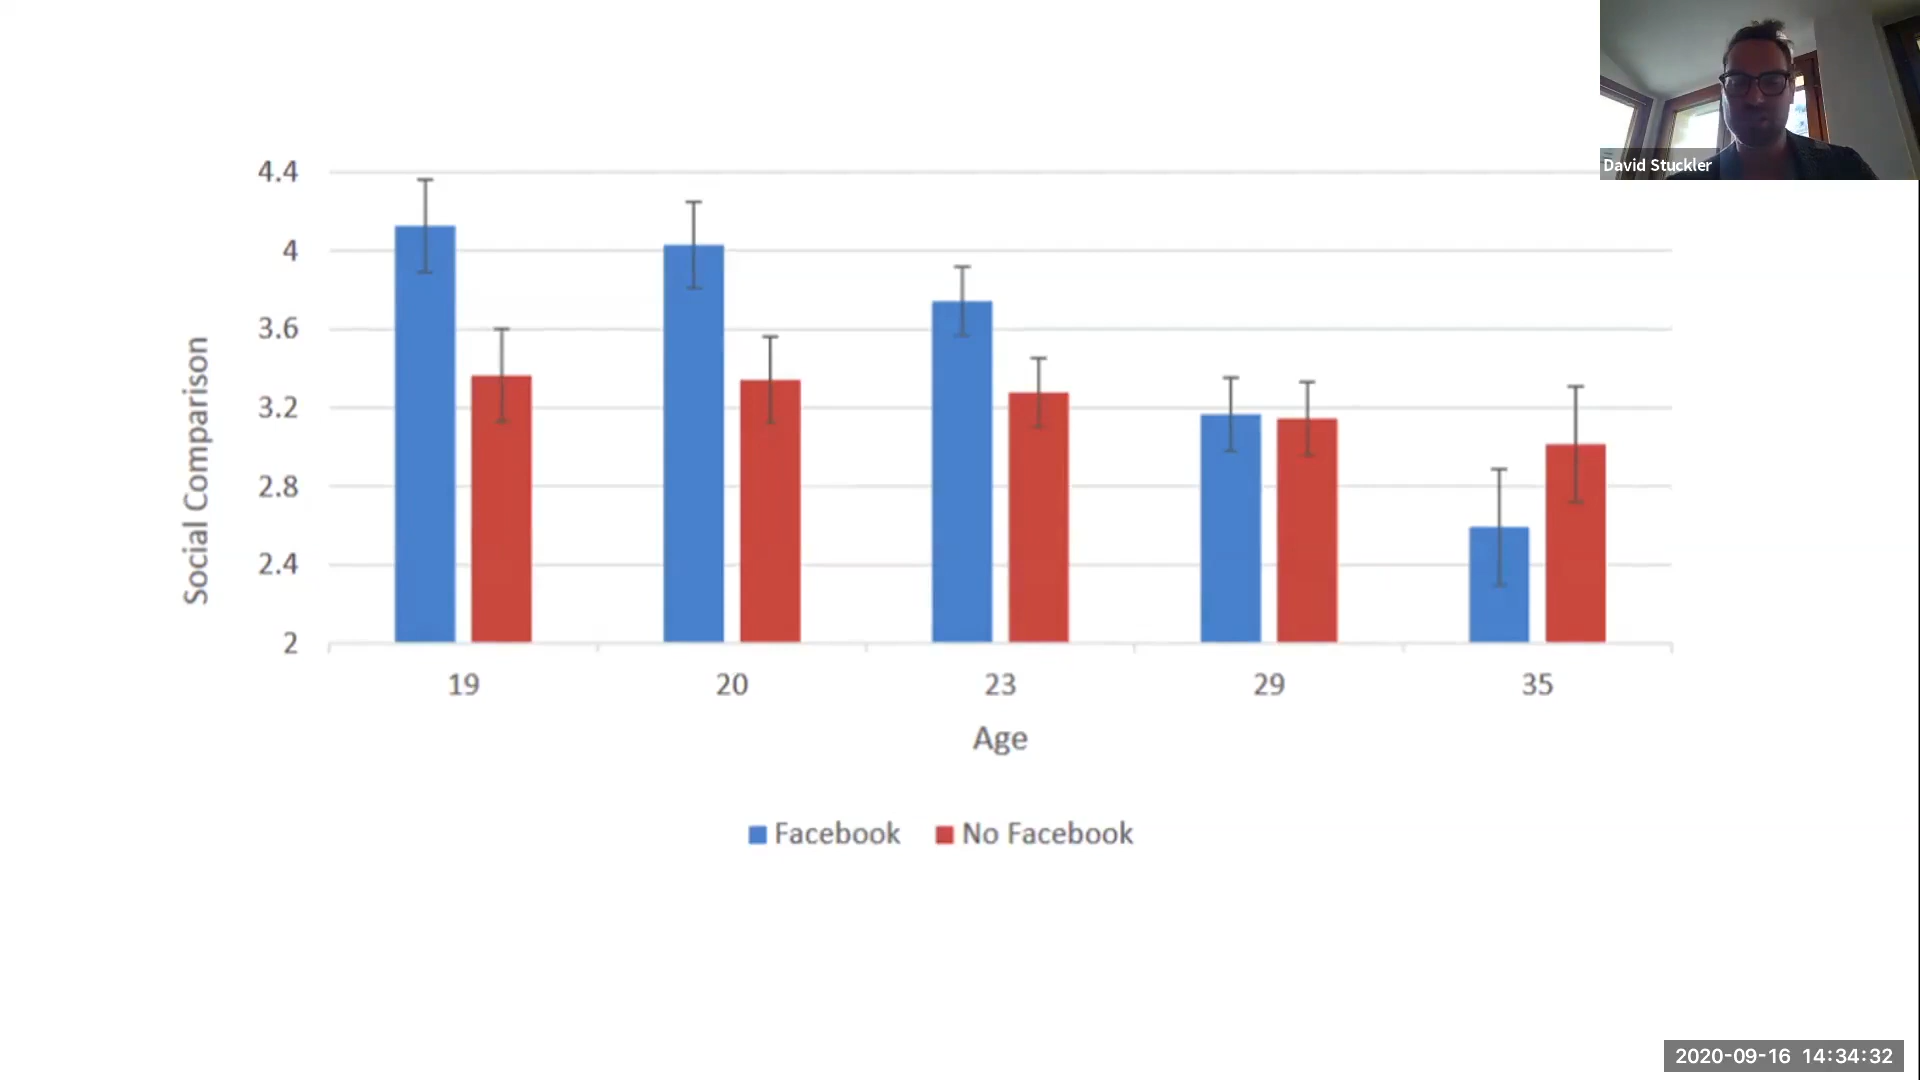 David Stuckler
4.4
4
3.6
3.2
2.8
2.4
2
Social Comparison
19 20 23 29 35
Age
Facebook No Facebook
2020-09-16 14:34:32